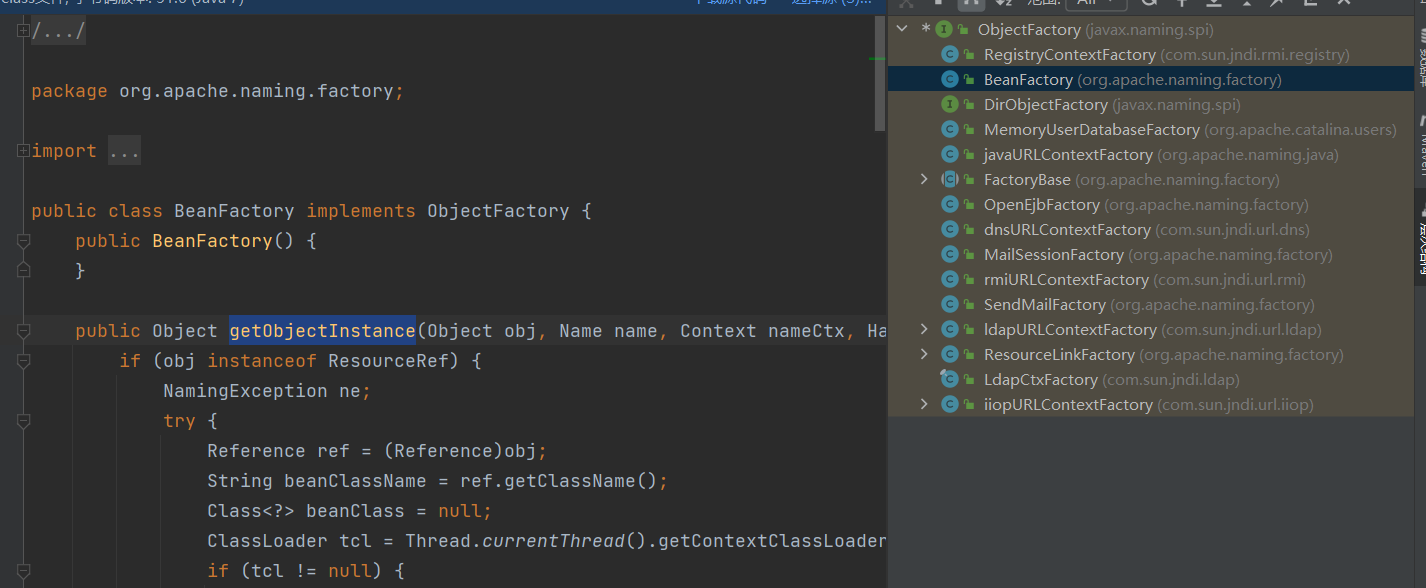 /.../
package org.apache.naming.factory;
import ...
public class BeanFactory implements ObjectFactory {
public BeanFactory() {
}
public Object getObjectInstance(Object obj, Name name, Context nameCtx, Ha
if (obj instanceof ResourceRef) {
NamingException ne;
try {
Reference ref = (Reference)obj;
String beanClassName = ref.getClassName();
Class<?> beanClass = null;
ClassLoader tcl = Thread.currentThread().getContextClassLoader
if (tcl != null) {
ObjectFactory (javax.naming.spi)
RegistryContextFactory (com.sun.jndi.rmi.registry)
BeanFactory (org.apache.naming.factory)
DirObjectFactory (javax.naming.spi)
MemoryUserDatabaseFactory (org.apache.catalina.users)
javaURLContextFactory (org.apache.naming.java)
FactoryBase (org.apache.naming.factory)
OpenEjbFactory (org.apache.naming.factory)
dnsURLContextFactory (com.sun.jndi.url.dns)
MailSessionFactory (org.apache.naming.factory)
rmiURLContextFactory (com.sun.jndi.url.rmi)
SendMailFactory (org.apache.naming.factory)
ldapURLContextFactory (com.sun.jndi.url.ldap)
ResourceLinkFactory (org.apache.naming.factory)
LdapCtxFactory (com.sun.jndi.ldap)
iiopURLContextFactory (com.sun.jndi.url.iiop)